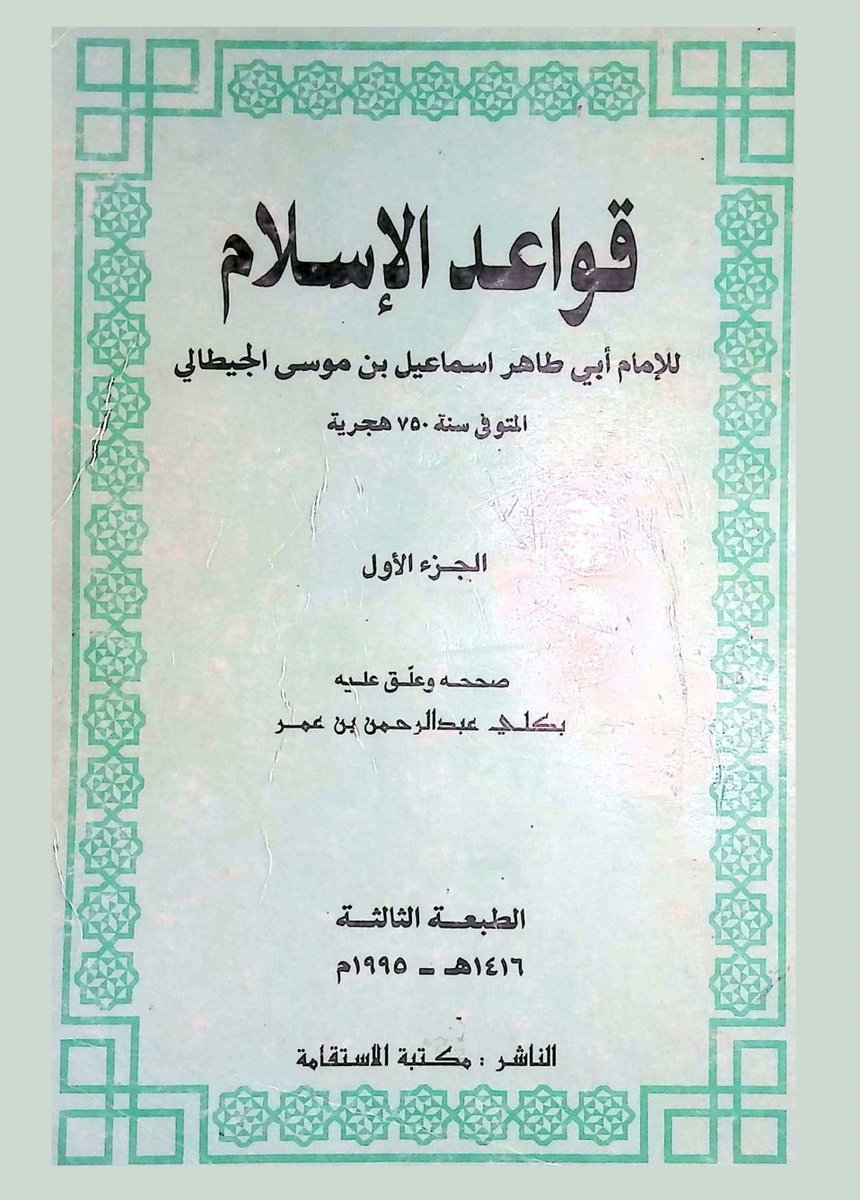 قواعد الإسلام
للإمام أبي طاهر اسماعيل بن موسى الجيطالي
المتوفى سنة ٧٥٠ هجرية
الجزء الأول
صححه وعلّق عليه
بكلي عبدالرحمن بن عمر
الطبعة الثالثة
١٤١٦هـ - ١٩٩٥م
الناشر : مكتبة الاستقامة